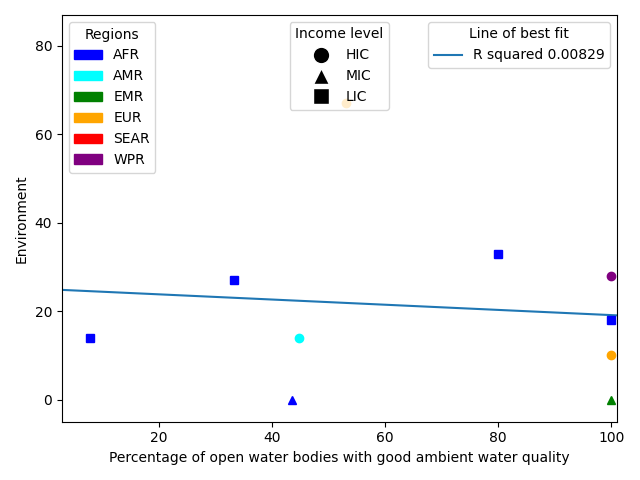 Regions
AFR
AMR
EMR
EUR
SEAR
WPR
Income level
HIC
MIC
LIC
Line of best fit
R squared 0.00829
Environment
80
60
40
20
0
20
40
60
80
100
Percentage of open water bodies with good ambient water quality